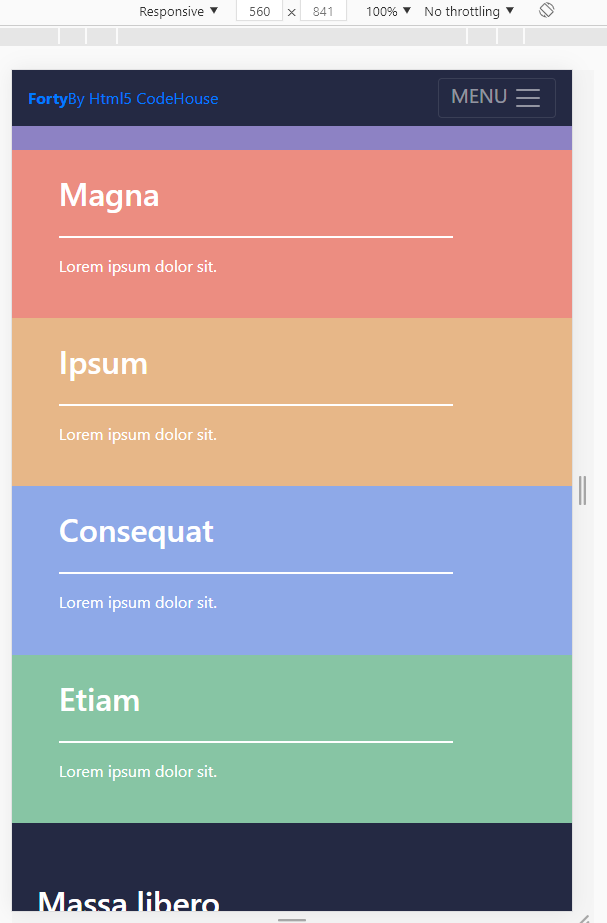 Responsive ▼ 560 × 841 100% ▼ No throttling ▼
FortyBy Html5 CodeHouse MENU
Magna
Lorem ipsum dolor sit.
Ipsum
Lorem ipsum dolor sit.
Consequat
Lorem ipsum dolor sit.
Etiam
Lorem ipsum dolor sit.
Massa libero